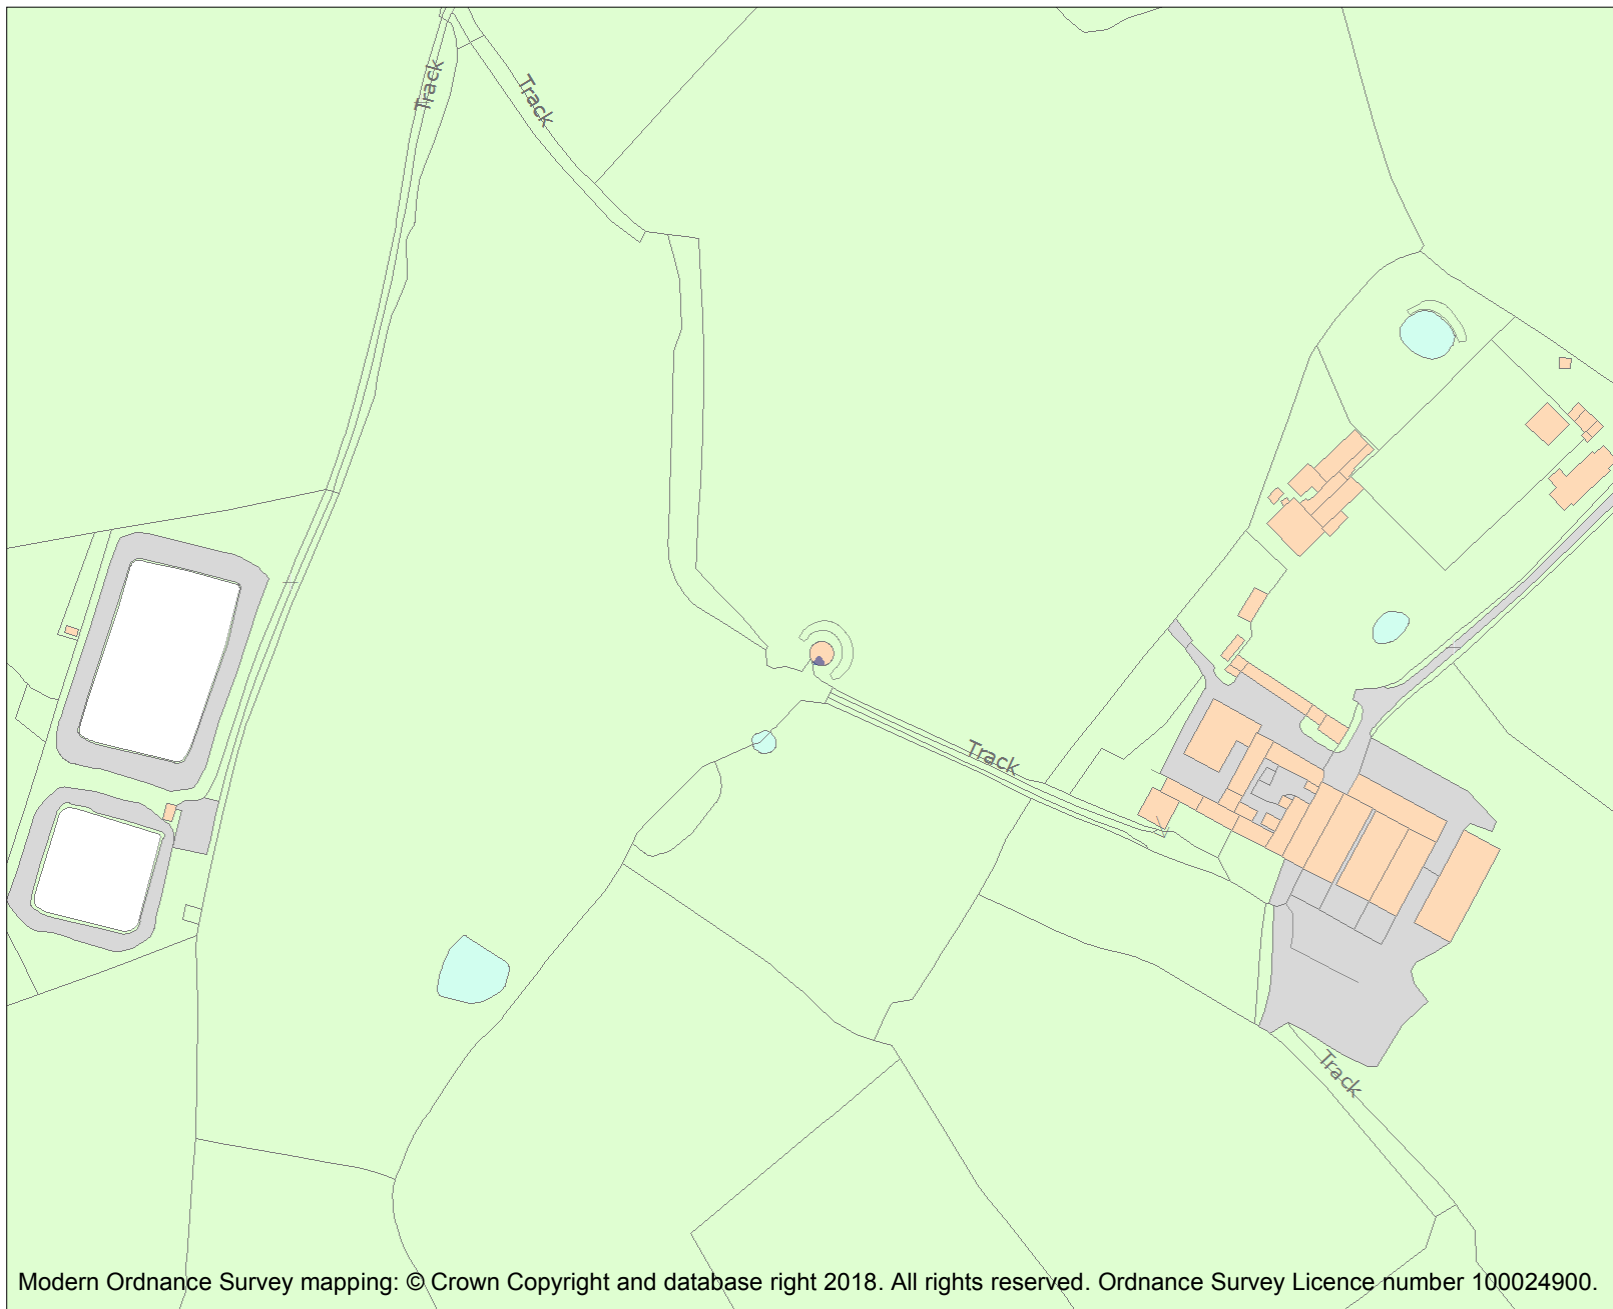 Track
Track
Track
Track
Modern Ordnance Survey mapping: © Crown Copyright and database right 2018. All rights reserved. Ordnance Survey Licence number 100024900.